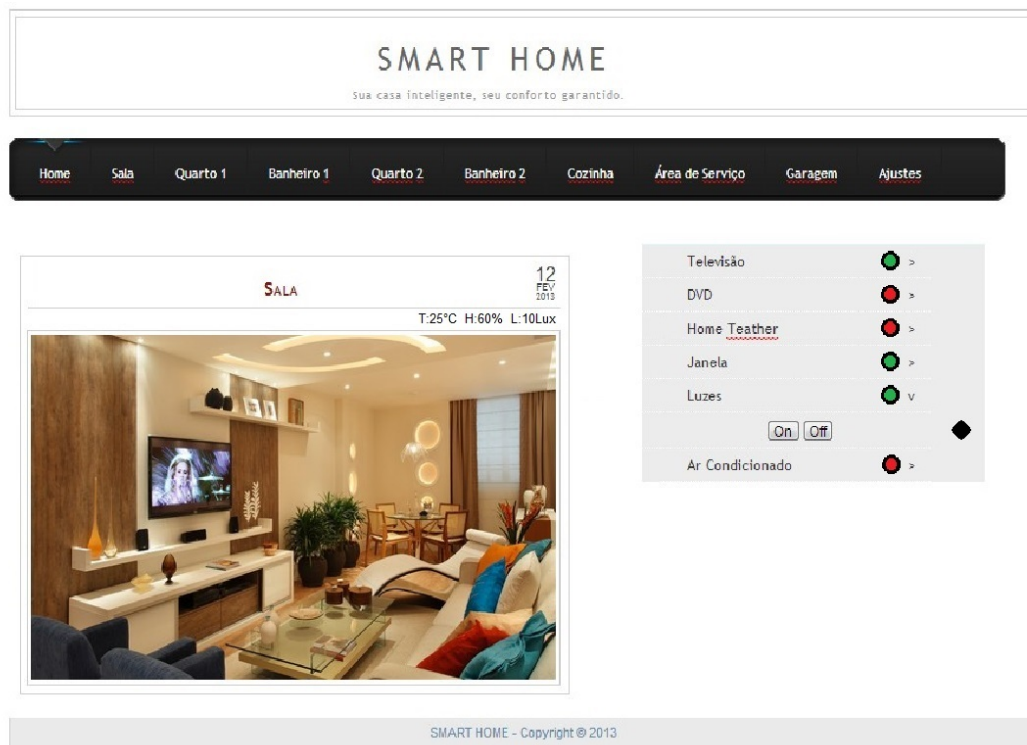 SMART HOME
Sua casa inteligente, seu conforto garantido.
Home Sala Quarto 1 Banheiro 1 Quarto 2 Banheiro 2 Cozinha Área de Serviço Garagem Ajustes
SALA
12
FEV
2013
T:25°C H:60% L:10Lux
Televisão >
DVD >
Home Teather >
Janela >
Luzes v
On Off
Ar Condicionado >
SMART HOME - Copyright © 2013